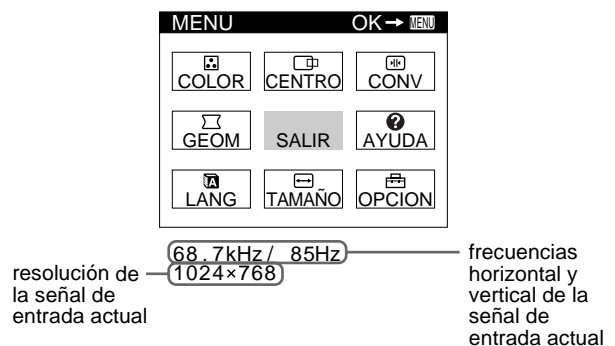 MENU OK→ MENU
COLOR CENTRO CONV
GEOM SALIR AYUDA
LANG TAMAÑO OPCION
68.7kHz/ 85Hz
1024×768
resolución de
la señal de
entrada actual
frecuencias
horizontal y
vertical de la
señal de
entrada actual